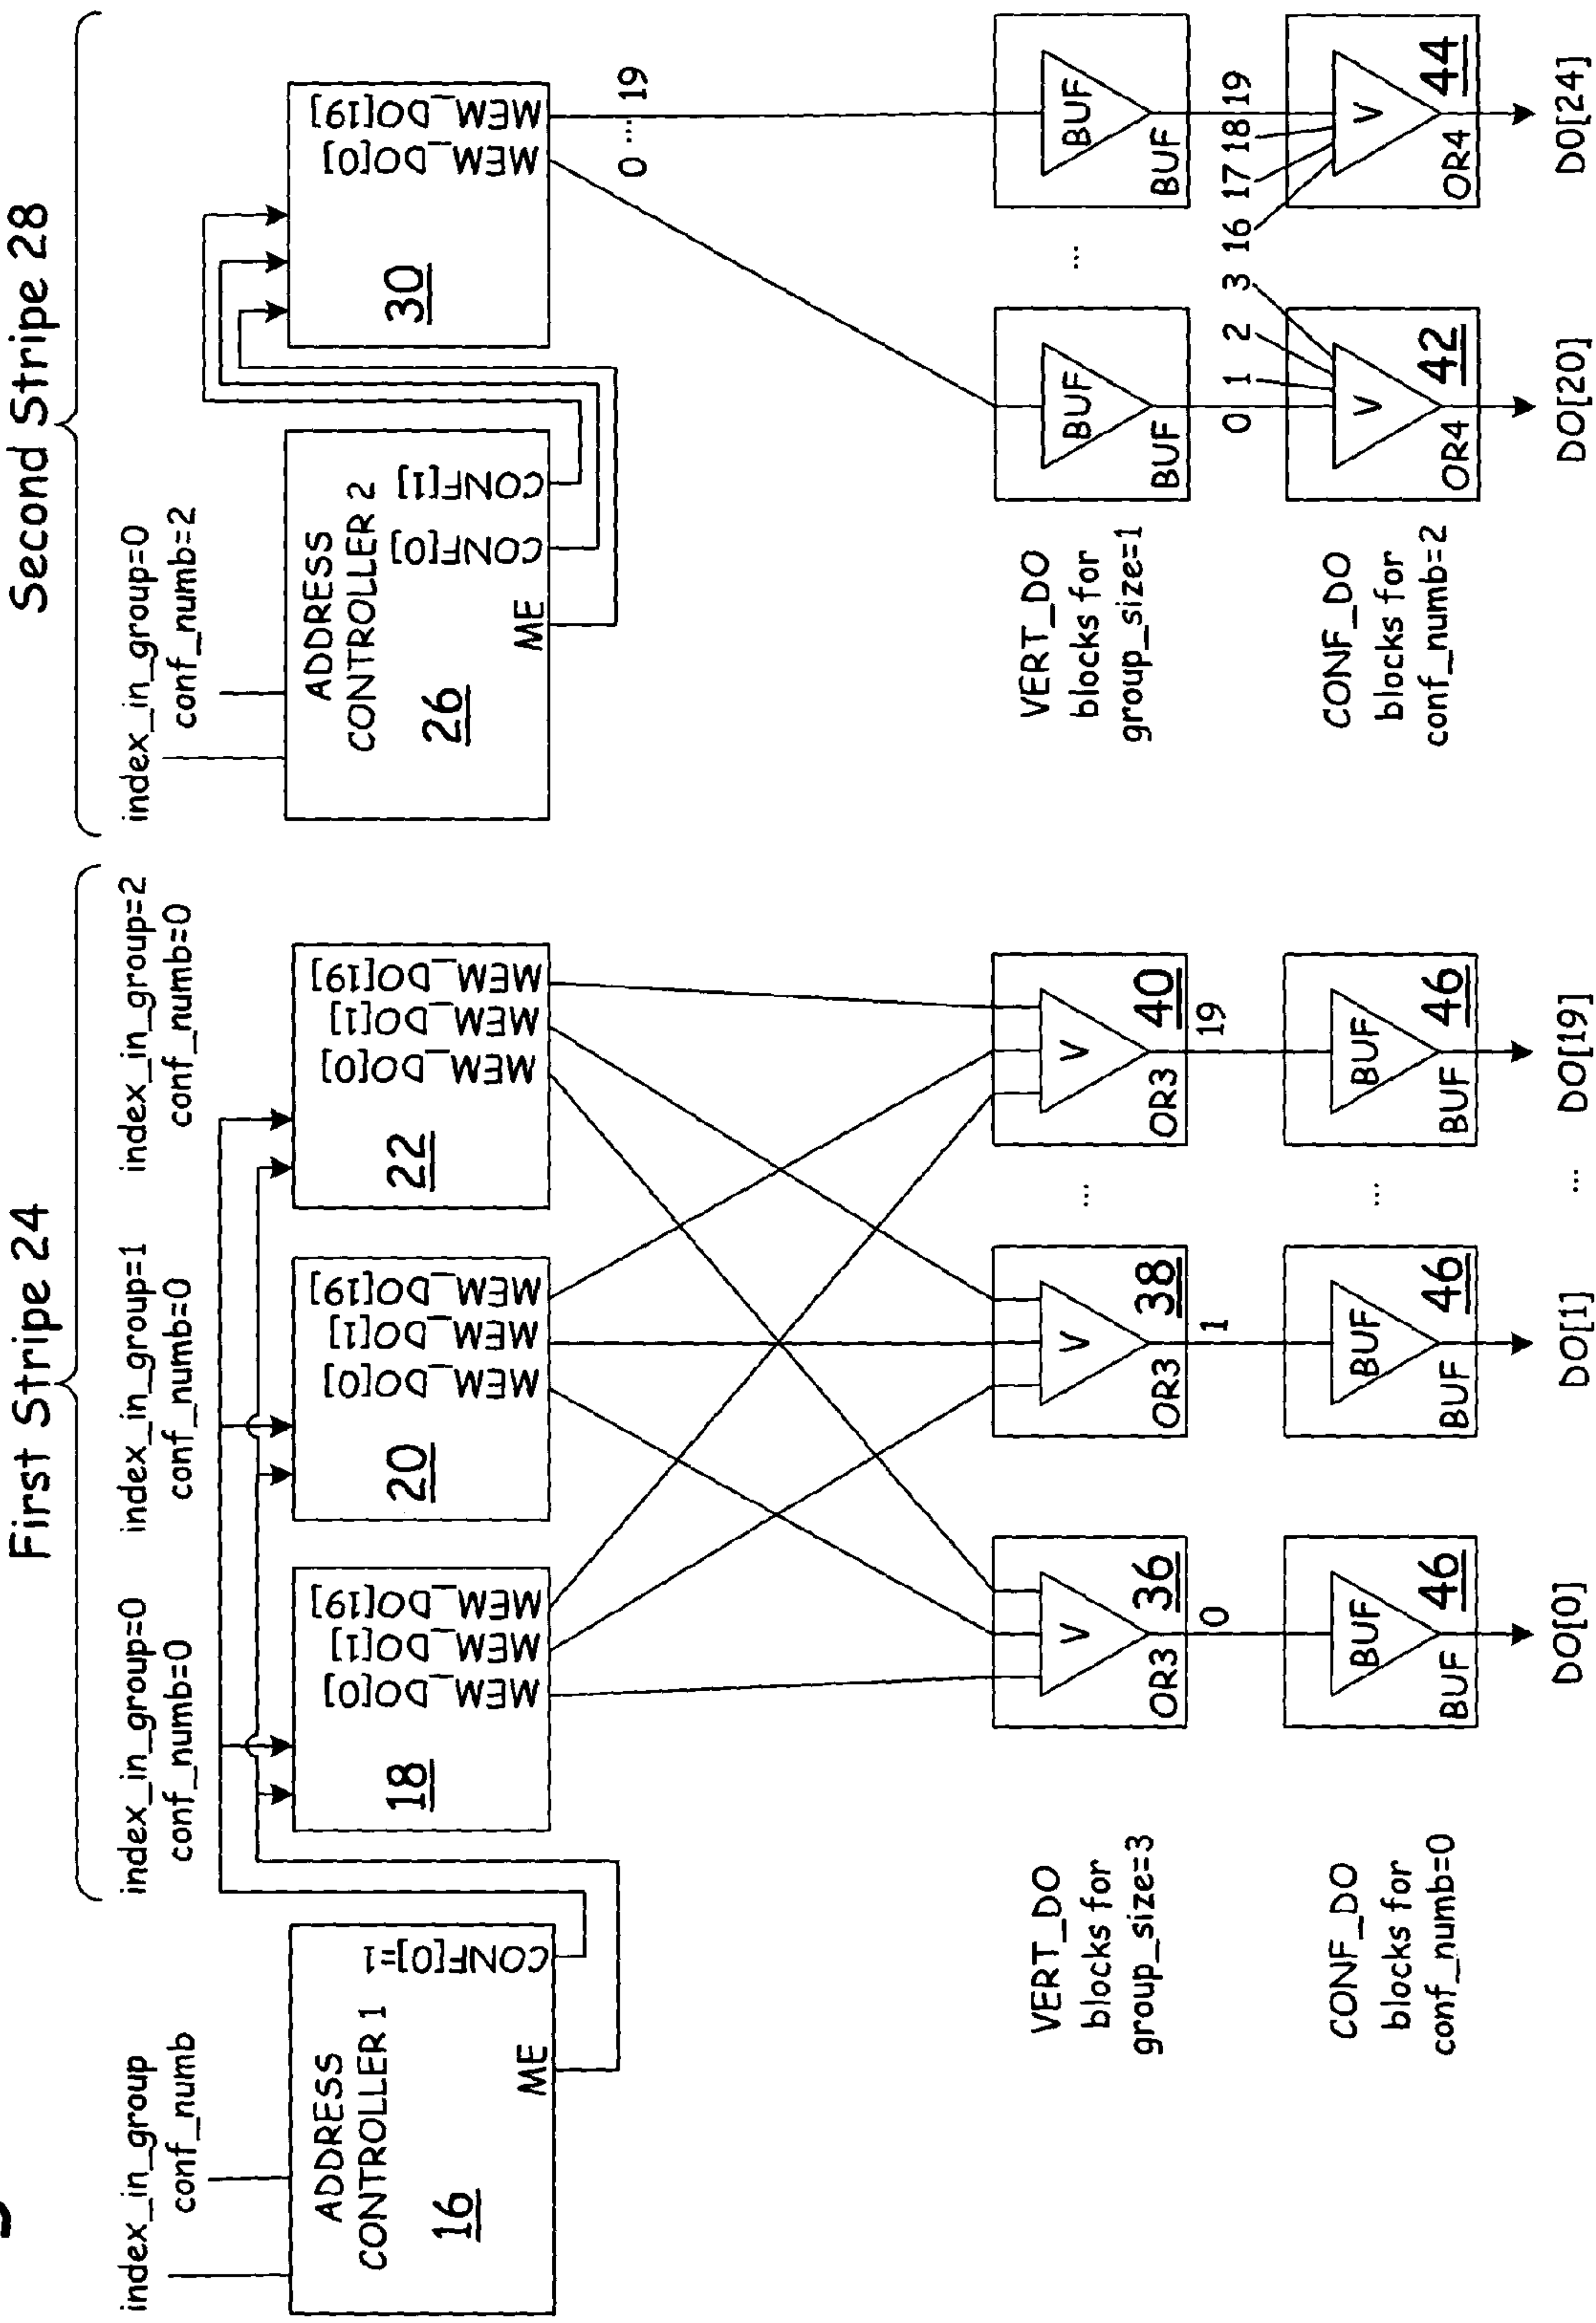 First Stripe 24
Second Stripe 28
index_in_group
conf_numb
index_in_group=0
conf_numb=0
index_in_group=1
conf_numb=0
index_in_group=2
conf_numb=0
index_in_group=0
conf_numb=2
ADDRESS
CONTROLLER 1
16
ME
CONF[0]=1
18
MEM_DO[0]
MEM_DO[1]
MEM_DO[19]
20
MEM_DO[0]
MEM_DO[1]
MEM_DO[19]
22
MEM_DO[0]
MEM_DO[1]
MEM_DO[19]
ADDRESS
CONTROLLER 2
26
ME
CONF[0]
CONF[1]
30
MEM_DO[0]
MEM_DO[19]
0 ... 19
VERT_DO
blocks for
group_size=3
V
OR3
36
V
OR3
38
...
V
OR3
40
VERT_DO
blocks for
group_size=1
BUF
BUF
...
BUF
BUF
0
1
19
0 1 2 3
16 17 18 19
CONF_DO
blocks for
conf_numb=0
BUF
BUF
46
BUF
BUF
46
...
BUF
BUF
46
CONF_DO
blocks for
conf_numb=2
V
OR4
42
V
OR4
44
DO[0]
DO[1]
...
DO[19]
DO[20]
DO[24]